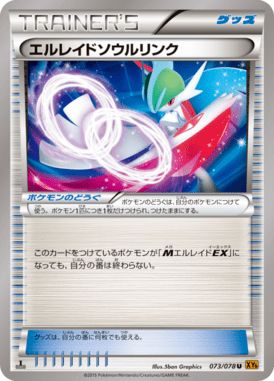 TRAINER'S グッズ
エルレイドソウルリンク
ポケモンのどうぐ
ポケモンのどうぐは、自分のポケモンにつけて
使う。ポケモン1匹につき1枚だけつけられ、つけたままにする。
このカードをつけているポケモンが「MエルレイドEX」に
なっても、自分の番は終わらない。
グッズは、自分の番に何枚でも使える。
Illus.5ban Graphics 073/078 U XY6
©2015 Pokémon/Nintendo/Creatures/GAME FREAK